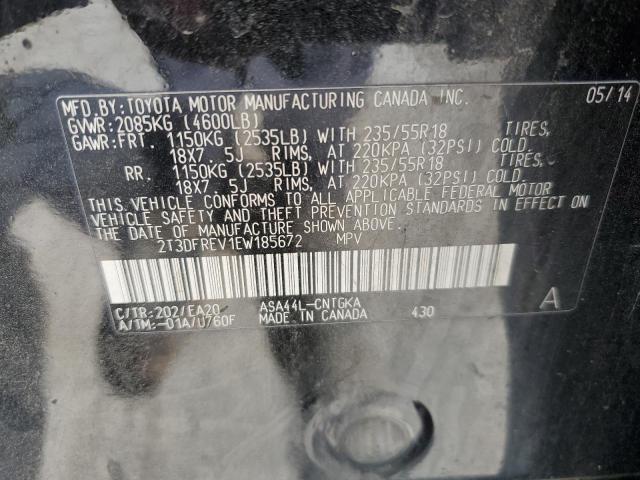 MFD.BY:TOYOTA MOTOR MANUFACTURING CANADA INC. 05/14
GVWR:2085KG (4600LB)
GAWR:FRT. 1150KG (2535LB) WITH 235/55R18 TIRES,
18X7.5J RIMS, AT 220KPA (32PSI) COLD.
RR. 1150KG (2535LB) WITH 235/55R18 TIRES,
18X7.5J RIMS, AT 220KPA (32PSI) COLD.
THIS VEHICLE CONFORMS TO ALL APPLICABLE FEDERAL MOTOR
VEHICLE SAFETY AND THEFT PREVENTION STANDARDS IN EFFECT
ON THE DATE OF MANUFACTURE SHOWN ABOVE.
2T3DFREV1EW185672 MPV
C/TR:202/EA20 ASA44L-CNTGKA 430 A
A/TM:-01A/U760F MADE IN CANADA